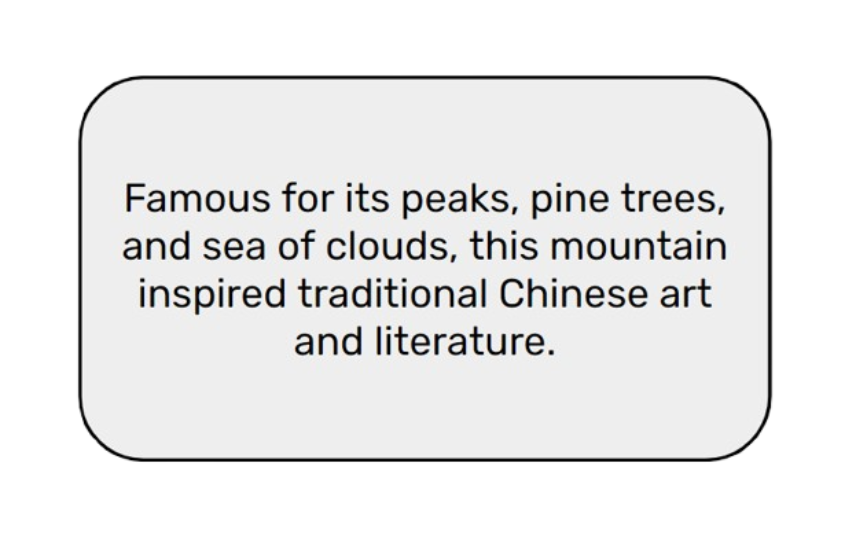 Famous for its peaks, pine trees,
and sea of clouds, this mountain
inspired traditional Chinese art
and literature.